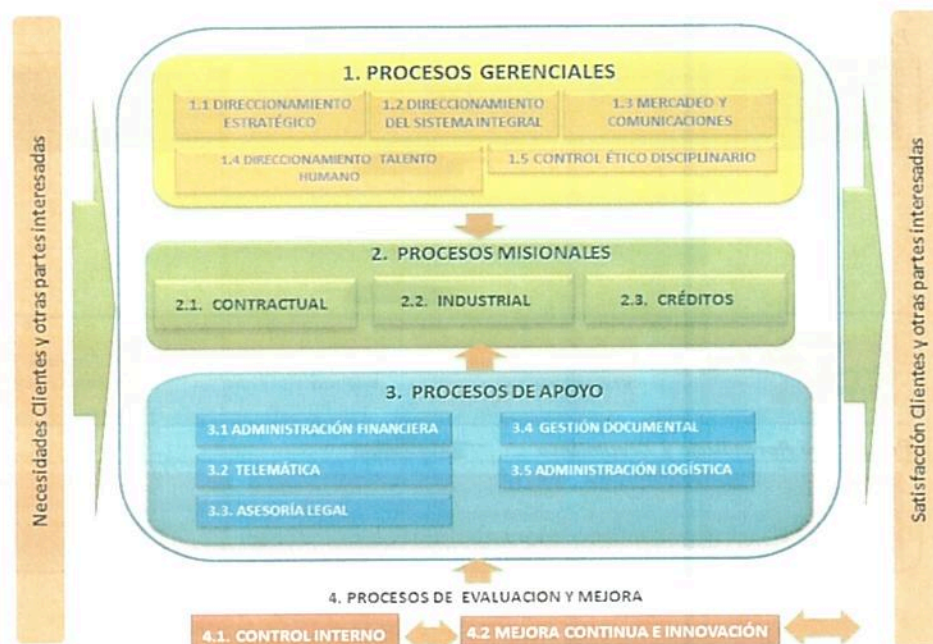 Necesidades Clientes y otras partes interesadas
1. PROCESOS GERENCIALES
1.1 DIRECCIONAMIENTO
ESTRATÉGICO
1.2 DIRECCIONAMIENTO
DEL SISTEMA INTEGRAL
1.3 MERCADEO Y
COMUNICACIONES
1.4 DIRECCIONAMIENTO TALENTO
HUMANO
1.5 CONTROL ÉTICO DISCIPLINARIO
2. PROCESOS MISIONALES
2.1. CONTRACTUAL
2.2. INDUSTRIAL
2.3. CRÉDITOS
3. PROCESOS DE APOYO
3.1 ADMINISTRACIÓN FINANCIERA
3.2 TELEMÁTICA
3.3. ASESORÍA LEGAL
3.4 GESTIÓN DOCUMENTAL
3.5 ADMINISTRACIÓN LOGÍSTICA
4. PROCESOS DE EVALUACION Y MEJORA
4.1. CONTROL INTERNO
4.2 MEJORA CONTINUA E INNOVACIÓN
Satisfacción Clientes y otras partes interesadas